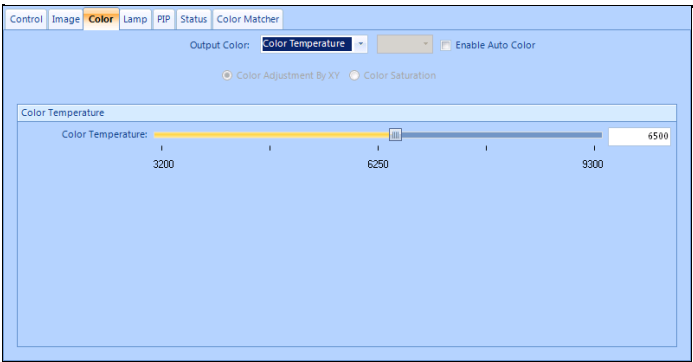 Control Image Color Lamp PIP Status Color Matcher
Output Color: Color Temperature Enable Auto Color
Color Adjustment By XY Color Saturation
Color Temperature
Color Temperature: 6500
3200 6250 9300